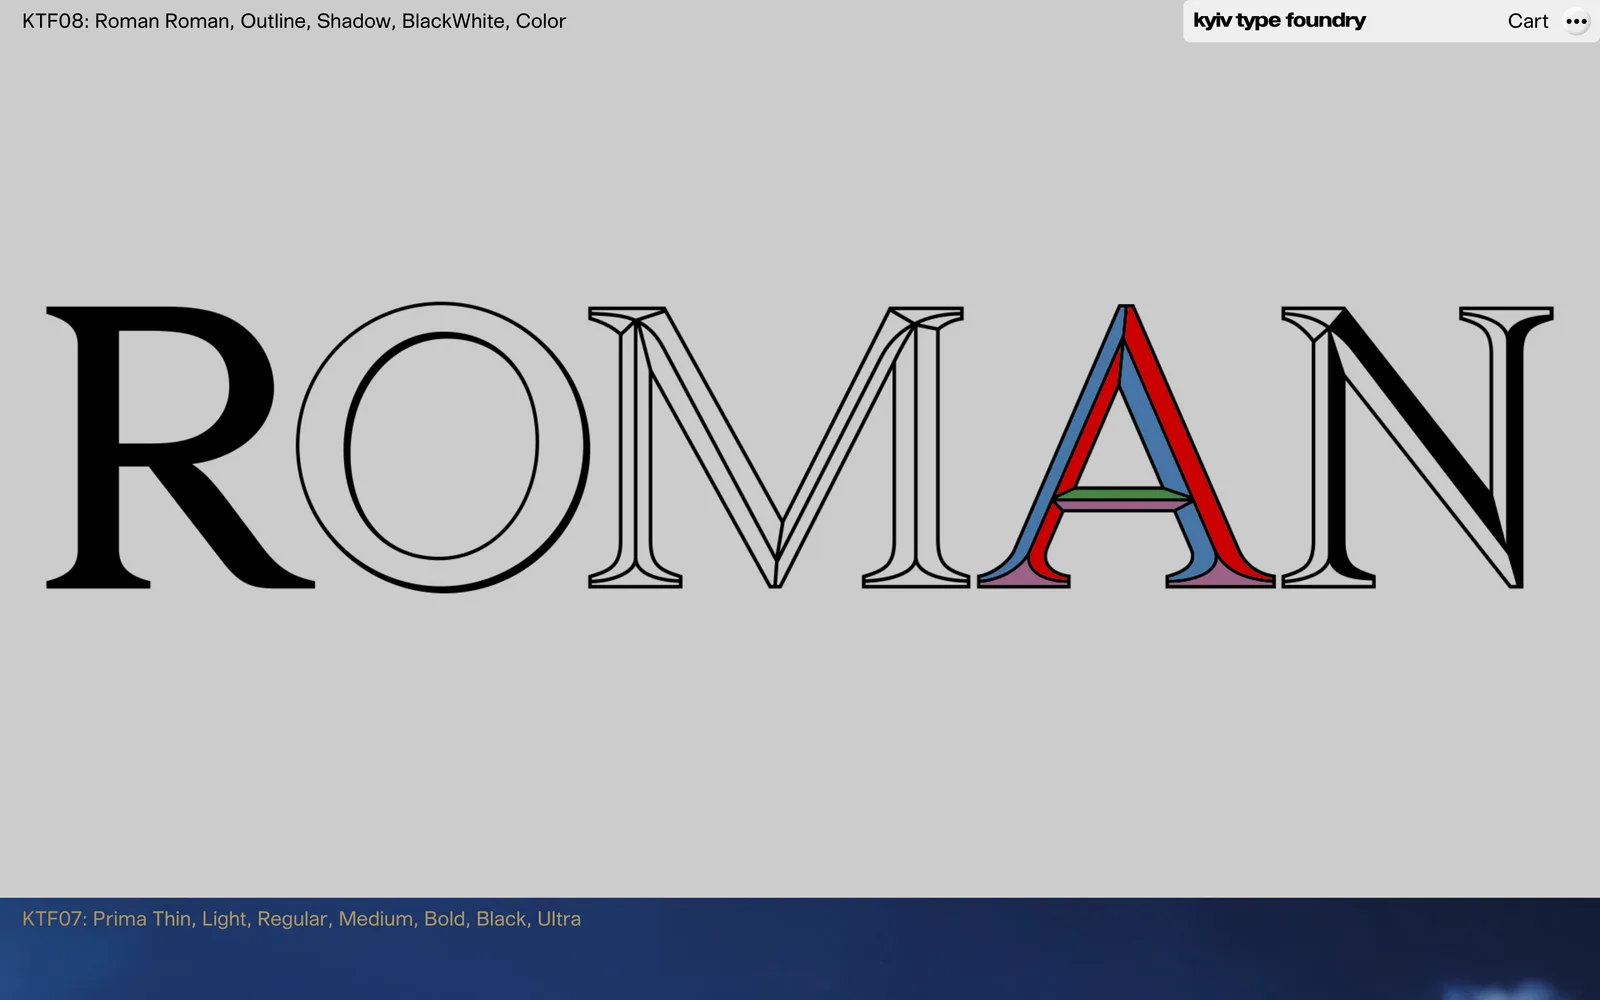 KTF08: Roman Roman, Outline, Shadow, BlackWhite, Color
kyiv type foundry
Cart
ROMAN
KTF07: Prima Thin, Light, Regular, Medium, Bold, Black, Ultra